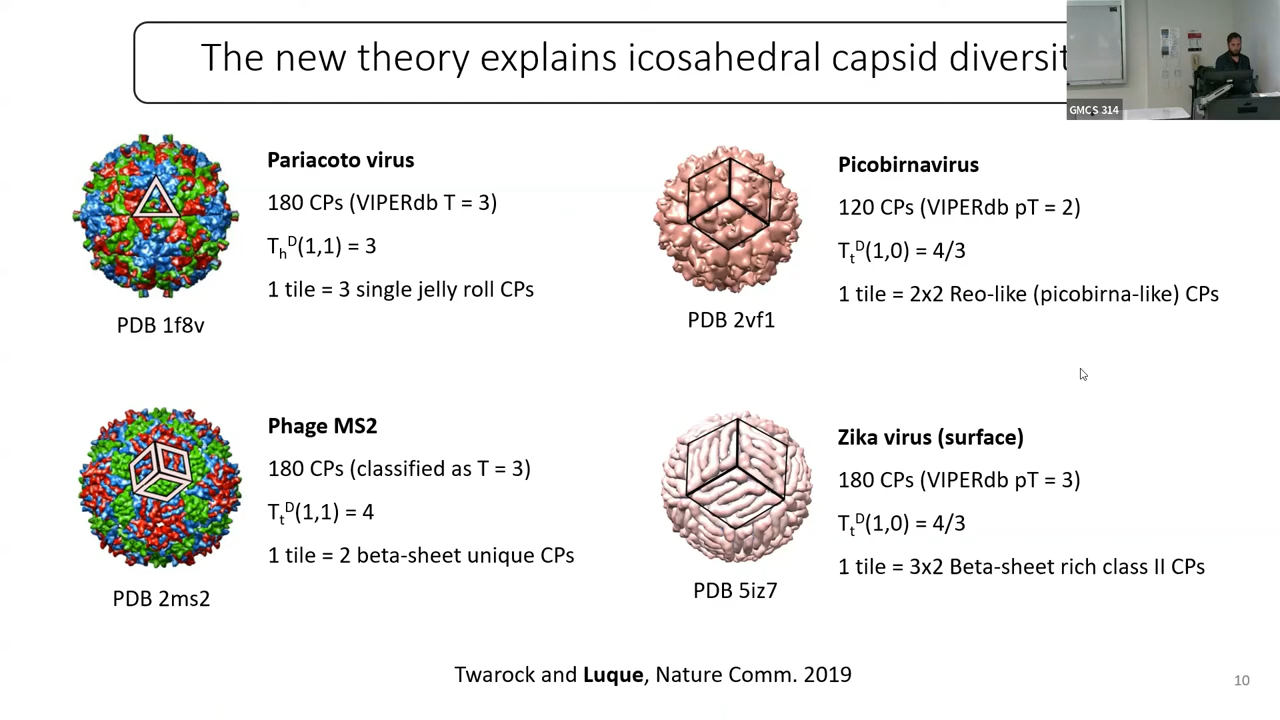 The new theory explains icosahedral capsid diversit
GMCS 314
Pariacoto virus
180 CPs (VIPERdb T = 3)
Tₕᴰ(1,1) = 3
1 tile = 3 single jelly roll CPs
PDB 1f8v
Picobirnavirus
120 CPs (VIPERdb pT = 2)
Tₜᴰ(1,0) = 4/3
1 tile = 2x2 Reo-like (picobirna-like) CPs
PDB 2vf1
Phage MS2
180 CPs (classified as T = 3)
Tₜᴰ(1,1) = 4
1 tile = 2 beta-sheet unique CPs
PDB 2ms2
Zika virus (surface)
180 CPs (VIPERdb pT = 3)
Tₜᴰ(1,0) = 4/3
1 tile = 3x2 Beta-sheet rich class II CPs
PDB 5iz7
Twarock and Luque, Nature Comm. 2019
10